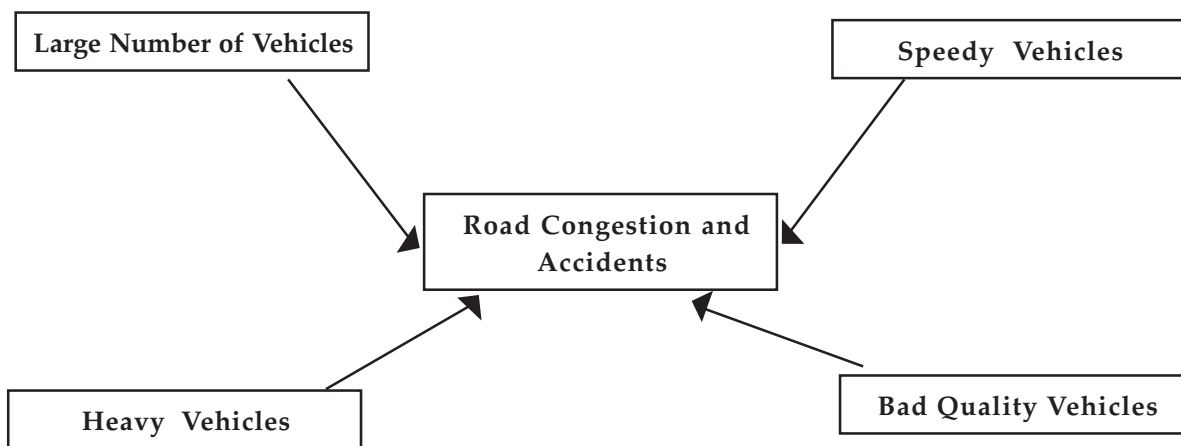 Large Number of Vehicles
Speedy Vehicles
Road Congestion and
Accidents
Heavy Vehicles
Bad Quality Vehicles